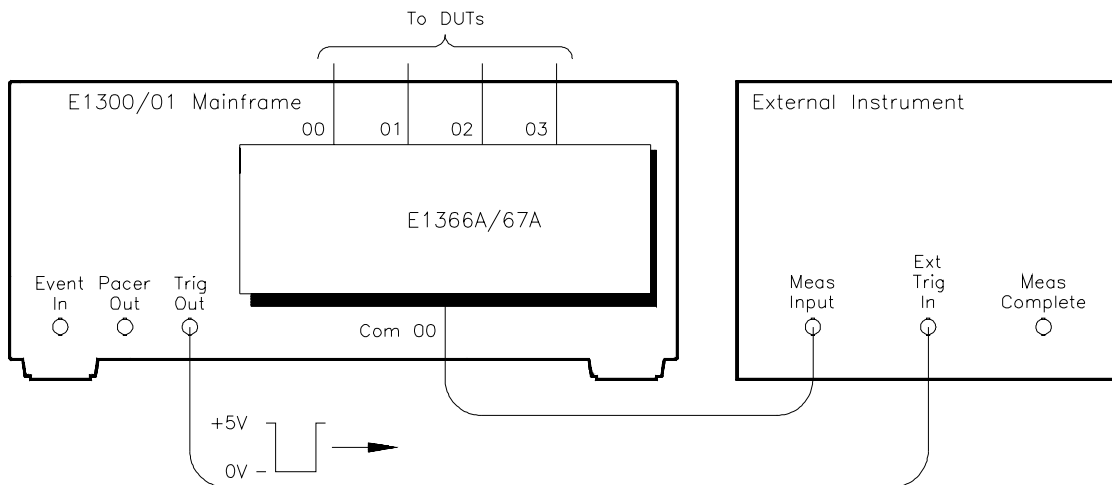 To DUTs
E1300/01 Mainframe
External Instrument
00 01 02 03
E1366A/67A
Event
In
Pacer
Out
Trig
Out
Meas
Input
Ext
Trig
In
Meas
Complete
Com 00
+5V
0V